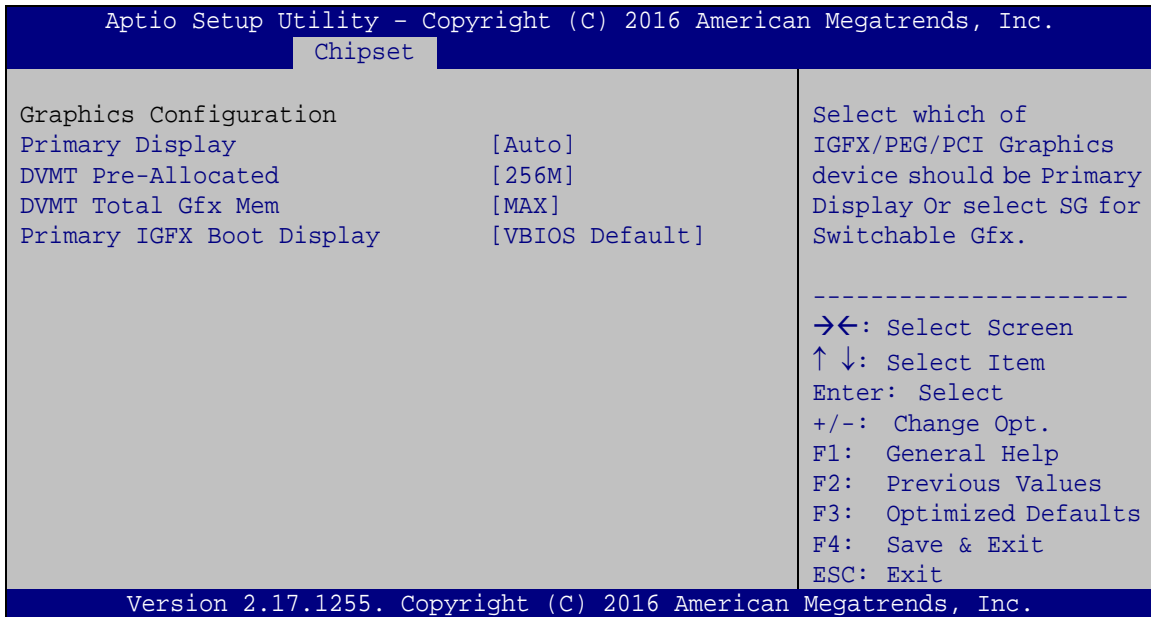 Aptio Setup Utility – Copyright (C) 2016 American Megatrends, Inc.
Chipset
Graphics Configuration
Primary Display [Auto]
DVMT Pre-Allocated [256M]
DVMT Total Gfx Mem [MAX]
Primary IGFX Boot Display [VBIOS Default]
Select which of
IGFX/PEG/PCI Graphics
device should be Primary
Display Or select SG for
Switchable Gfx.
----------------------
→←: Select Screen
↑ ↓: Select Item
Enter: Select
+/-: Change Opt.
F1: General Help
F2: Previous Values
F3: Optimized Defaults
F4: Save & Exit
ESC: Exit
Version 2.17.1255. Copyright (C) 2016 American Megatrends, Inc.